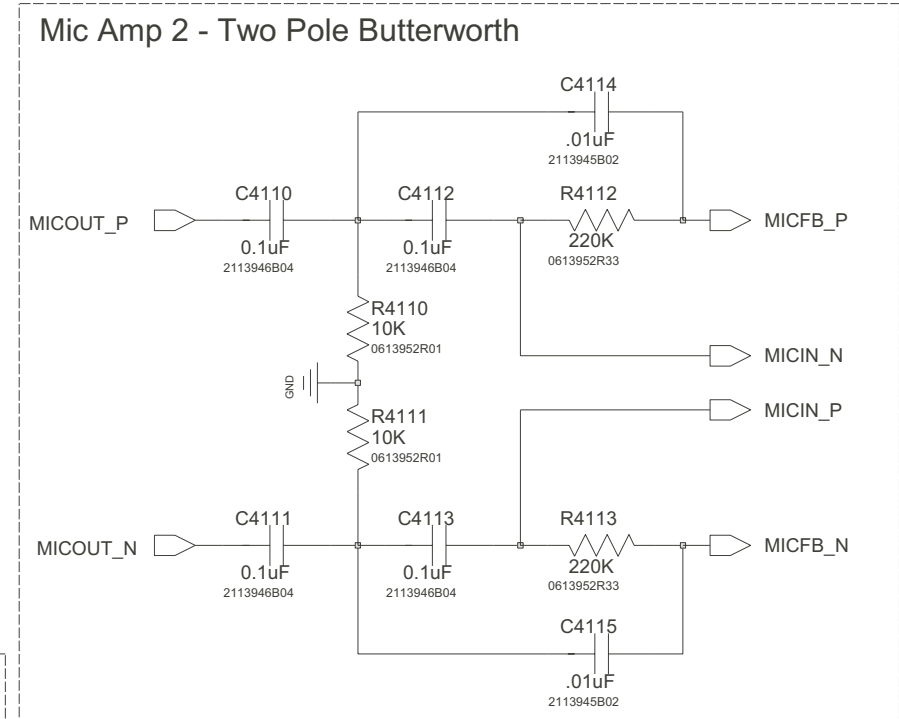 Mic Amp 2 - Two Pole Butterworth
C4114
.01uF
2113945B02
MICOUT_P
C4110
0.1uF
2113946B04
C4112
0.1uF
2113946B04
R4112
220K
0613952R33
MICFB_P
R4110
10K
0613952R01
MICIN_N
GND
MICIN_P
R4111
10K
0613952R01
MICOUT_N
C4111
0.1uF
2113946B04
C4113
0.1uF
2113946B04
R4113
220K
0613952R33
MICFB_N
C4115
.01uF
2113945B02